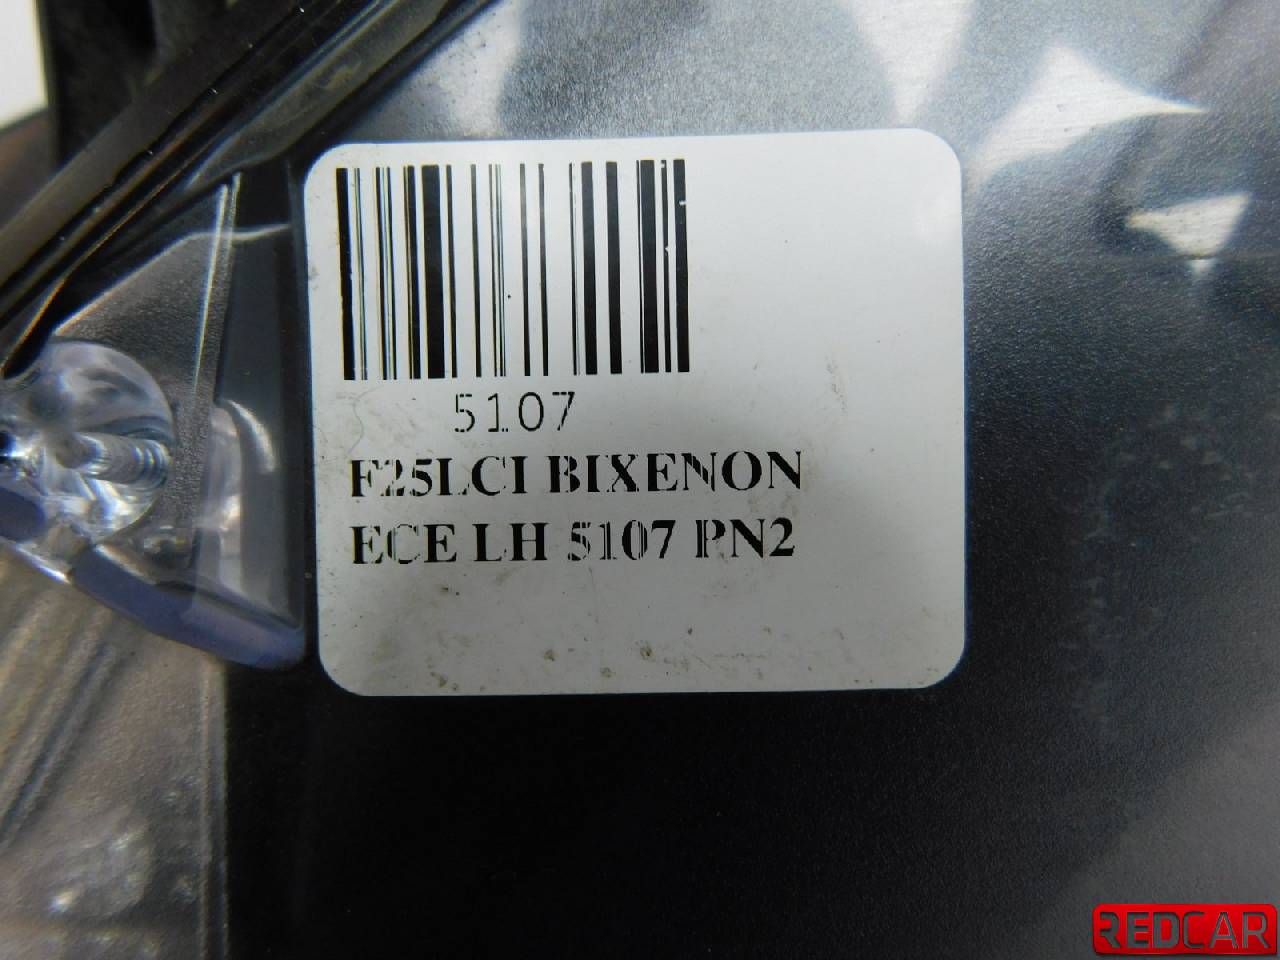 5107
F25LCI BIXENON
ECE LH 5107 PN2
REDCAR